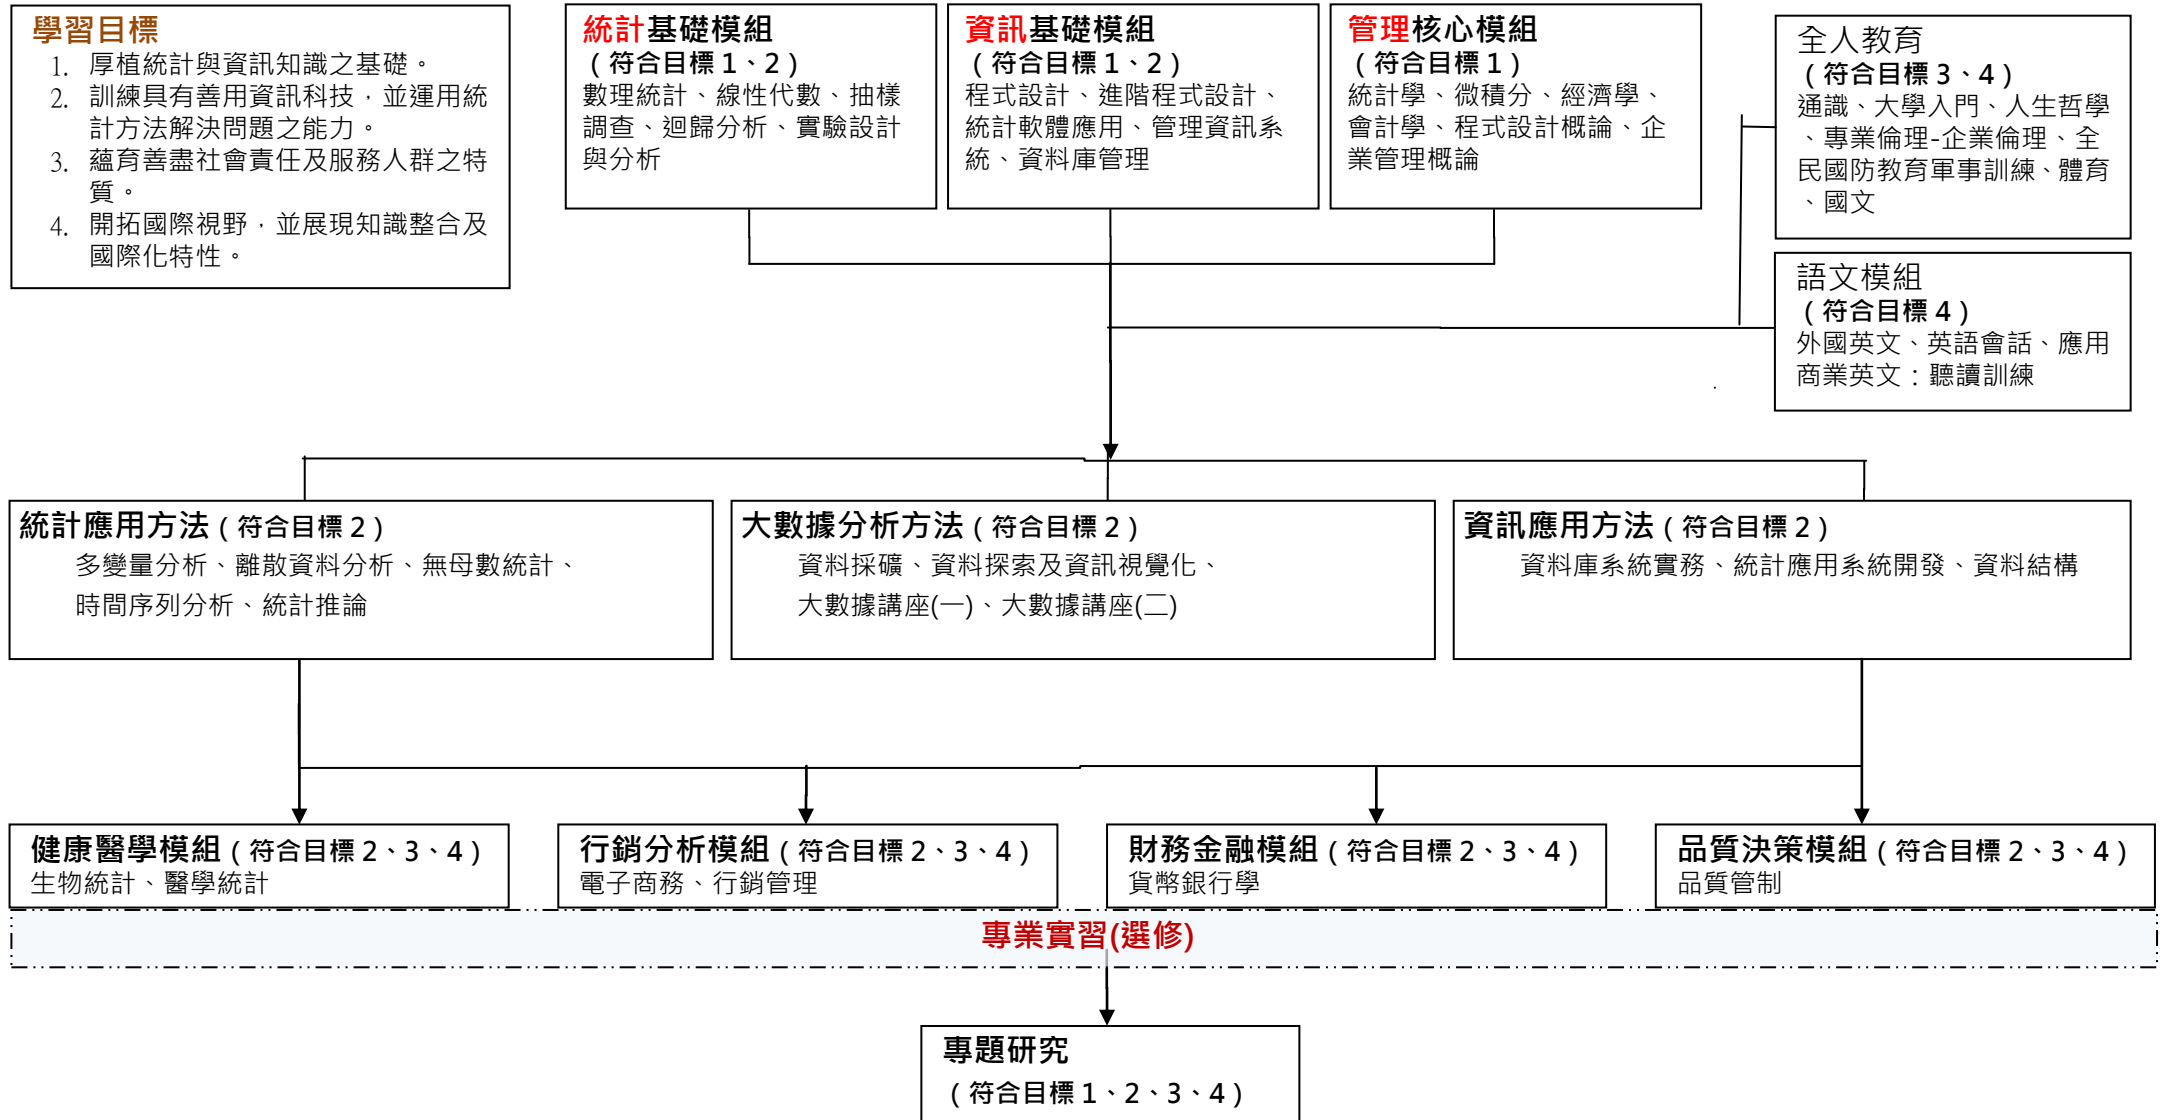 學習目標
1. 厚植統計與資訊知識之基礎。
2. 訓練具有善用資訊科技，並運用統
計方法解決問題之能力。
3. 蘊育善盡社會責任及服務人群之特
質。
4. 開拓國際視野，並展現知識整合及
國際化特性。
統計基礎模組
（符合目標 1、2）
數理統計、線性代數、抽樣
調查、迴歸分析、實驗設計
與分析
資訊基礎模組
（符合目標 1、2）
程式設計、進階程式設計、
統計軟體應用、管理資訊系
統、資料庫管理
管理核心模組
（符合目標 1）
統計學、微積分、經濟學、
會計學、程式設計概論、企
業管理概論
全人教育
（符合目標 3、4）
通識、大學入門、人生哲學
、專業倫理-企業倫理、全
民國防教育軍事訓練、體育
、國文
語文模組
（符合目標 4）
外國英文、英語會話、應用
商業英文：聽讀訓練
統計應用方法（符合目標 2）
多變量分析、離散資料分析、無母數統計、
時間序列分析、統計推論
大數據分析方法（符合目標 2）
資料採礦、資料探索及資訊視覺化、
大數據講座(一)、大數據講座(二)
資訊應用方法（符合目標 2）
資料庫系統實務、統計應用系統開發、資料結構
健康醫學模組（符合目標 2、3、4）
生物統計、醫學統計
行銷分析模組（符合目標 2、3、4）
電子商務、行銷管理
財務金融模組（符合目標 2、3、4）
貨幣銀行學
品質決策模組（符合目標 2、3、4）
品質管制
專業實習(選修)
專題研究
（符合目標 1、2、3、4）